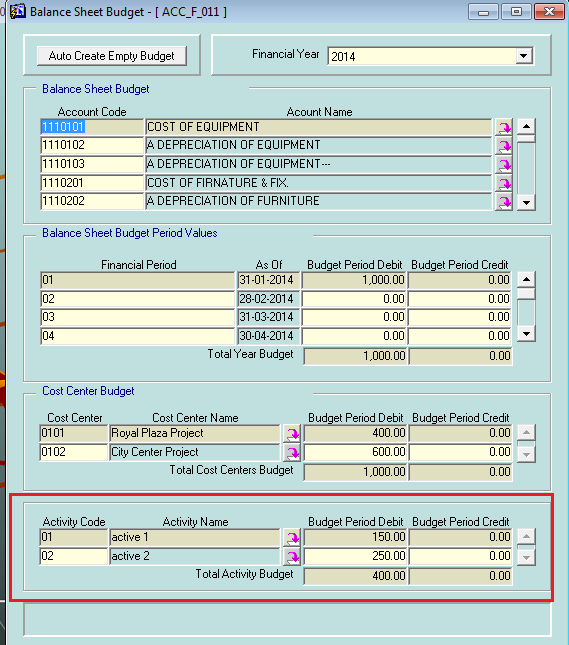 Balance Sheet Budget - [ ACC_F_011 ]
Auto Create Empty Budget
Financial Year 2014
Balance Sheet Budget
Account Code Acount Name
1110101 COST OF EQUIPMENT
1110102 A DEPRECIATION OF EQUIPMENT
1110103 A DEPRECIATION OF EQUIPMENT---
1110201 COST OF FIRNATURE & FIX.
1110202 A DEPRECIATION OF FURNITURE
Balance Sheet Budget Period Values
Financial Period As Of Budget Period Debit Budget Period Credit
01 31-01-2014 1,000.00 0.00
02 28-02-2014 0.00 0.00
03 31-03-2014 0.00 0.00
04 30-04-2014 0.00 0.00
Total Year Budget 1,000.00 0.00
Cost Center Budget
Cost Center Cost Center Name Budget Period Debit Budget Period Credit
0101 Royal Plaza Project 400.00 0.00
0102 City Center Project 600.00 0.00
Total Cost Centers Budget 1,000.00 0.00
Activity Code Activity Name Budget Period Debit Budget Period Credit
01 active 1 150.00 0.00
02 active 2 250.00 0.00
Total Activity Budget 400.00 0.00